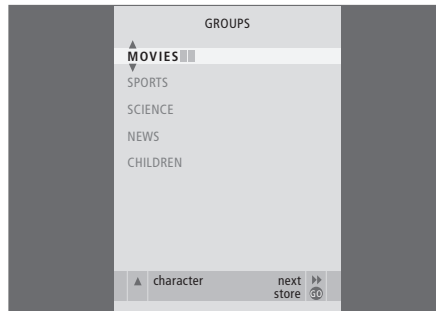 GROUPS
MOVIES
SPORTS
SCIENCE
NEWS
CHILDREN
character next
store GO